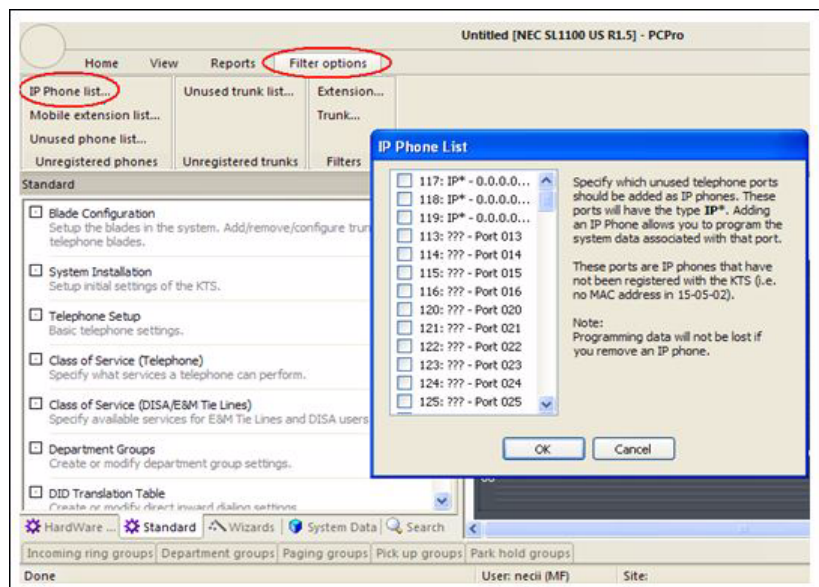 Untitled [NEC SL1100 US R1.5] - PCPro
Home View Reports Filter options
IP Phone list... Unused trunk list... Extension...
Mobile extension list... Trunk...
Unused phone list...
Unregistered phones Unregistered trunks Filters
Standard
Blade Configuration
Setup the blades in the system. Add/remove/configure trun
telephone blades.
System Installation
Setup initial settings of the KTS.
Telephone Setup
Basic telephone settings.
Class of Service (Telephone)
Specify what services a telephone can perform.
Class of Service (DISA/E&M Tie Lines)
Specify available services for E&M Tie Lines and DISA users
Department Groups
Create or modify department group settings.
DID Translation Table
Create or modify direct inward dialing settings
IP Phone List
117: IP* - 0.0.0.0...
118: IP* - 0.0.0.0...
119: IP* - 0.0.0.0...
113: ??? - Port 013
114: ??? - Port 014
115: ??? - Port 015
116: ??? - Port 016
120: ??? - Port 020
121: ??? - Port 021
122: ??? - Port 022
123: ??? - Port 023
124: ??? - Port 024
125: ??? - Port 025
Specify which unused telephone ports
should be added as IP phones. These
ports will have the type IP*. Adding
an IP Phone allows you to program the
system data associated with that port.
These ports are IP phones that have
not been registered with the KTS (i.e.
no MAC address in 15-05-02).
Note:
Programming data will not be lost if
you remove an IP phone.
OK Cancel
HardWare ... Standard Wizards System Data Search
Incoming ring groups Department groups Paging groups Pick up groups Park hold groups
Done User: necii (MF) Site: